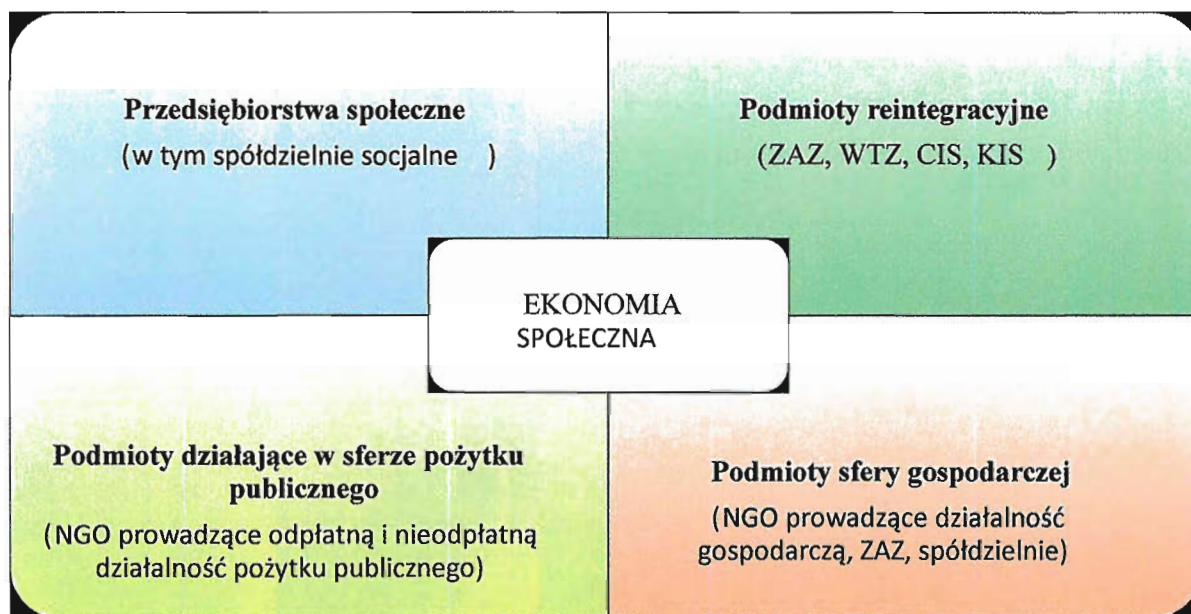 Przedsiębiorstwa społeczne
(w tym spółdzielnie socjalne )
Podmioty reintegracyjne
(ZAZ, WTZ, CIS, KIS )
EKONOMIA
SPOŁECZNA
Podmioty działające w sferze pożytku
publicznego
(NGO prowadzące odpłatną i nieodpłatną
działalność pożytku publicznego)
Podmioty sfery gospodarczej
(NGO prowadzące działalność
gospodarczą, ZAZ, spółdzielnie)